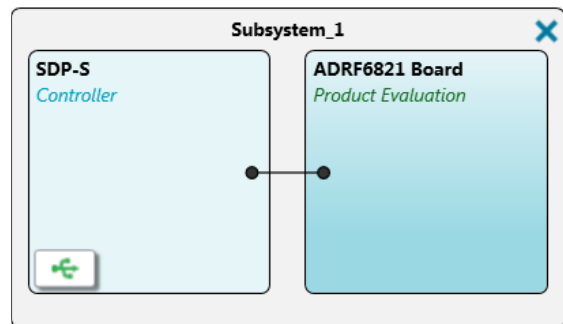 Subsystem_1
SDP-S
Controller
ADRF6821 Board
Product Evaluation